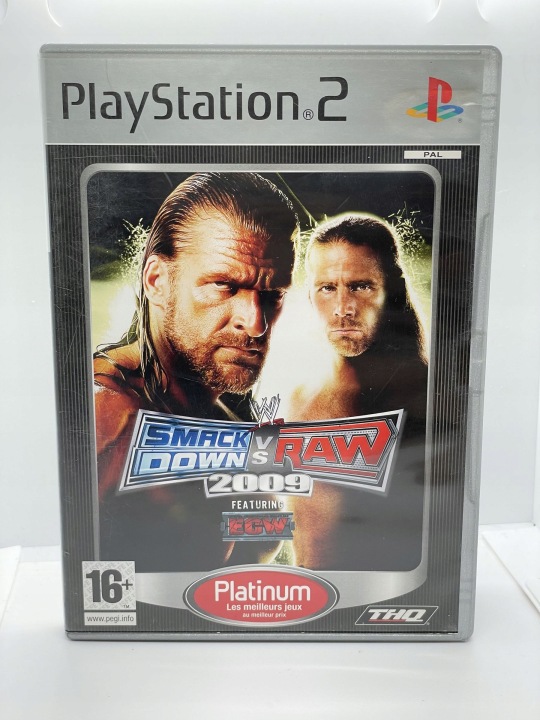 PlayStation®2
PAL
W
SMACK
DOWN
VS
RAW
2009
FEATURING
ECW
16+
www.pegi.info
Platinum
Les meilleurs jeux
au meilleur prix
THQ